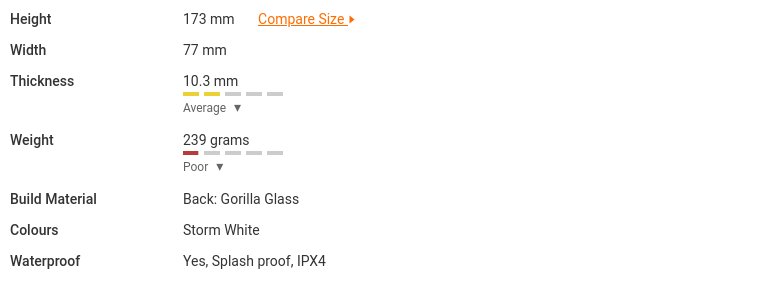 Height 173 mm Compare Size
Width 77 mm
Thickness 10.3 mm
Average ▼
Weight 239 grams
Poor ▼
Build Material Back: Gorilla Glass
Colours Storm White
Waterproof Yes, Splash proof, IPX4